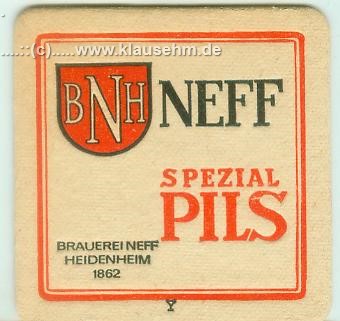 ....::(c).....www.klausehm.de
BNH NEFF
SPEZIAL
PILS
BRAUEREI NEFF
HEIDENHEIM
1862